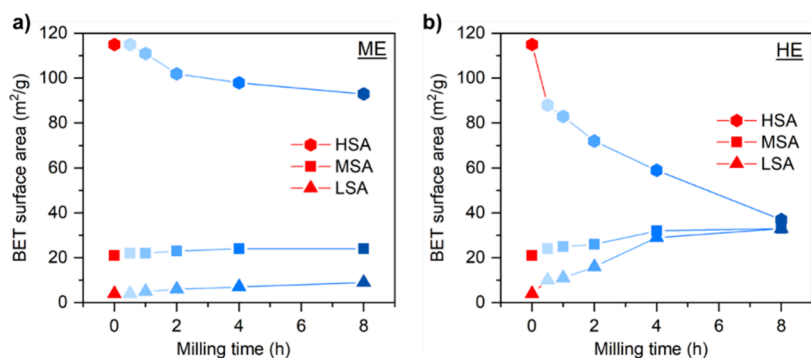 a)
ME
BET surface area (m²/g)
120
100
80
60
40
20
0
HSA
MSA
LSA
0 2 4 6 8
Milling time (h)
b)
HE
BET surface area (m²/g)
120
100
80
60
40
20
0
HSA
MSA
LSA
0 2 4 6 8
Milling time (h)